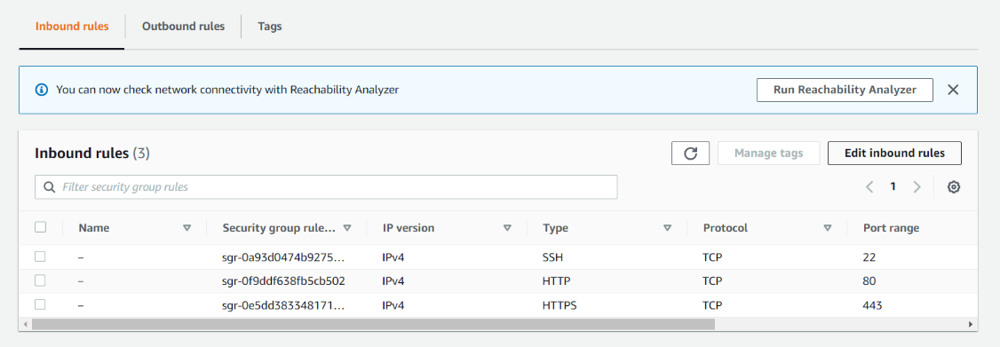 Inbound rules Outbound rules Tags
You can now check network connectivity with Reachability Analyzer Run Reachability Analyzer
Inbound rules (3) Manage tags Edit inbound rules
Filter security group rules 1
Name Security group rule... IP version Type Protocol Port range
– sgr-0a93d0474b9275... IPv4 SSH TCP 22
– sgr-0f9ddf638fb5cb502 IPv4 HTTP TCP 80
– sgr-0e5dd383348171... IPv4 HTTPS TCP 443